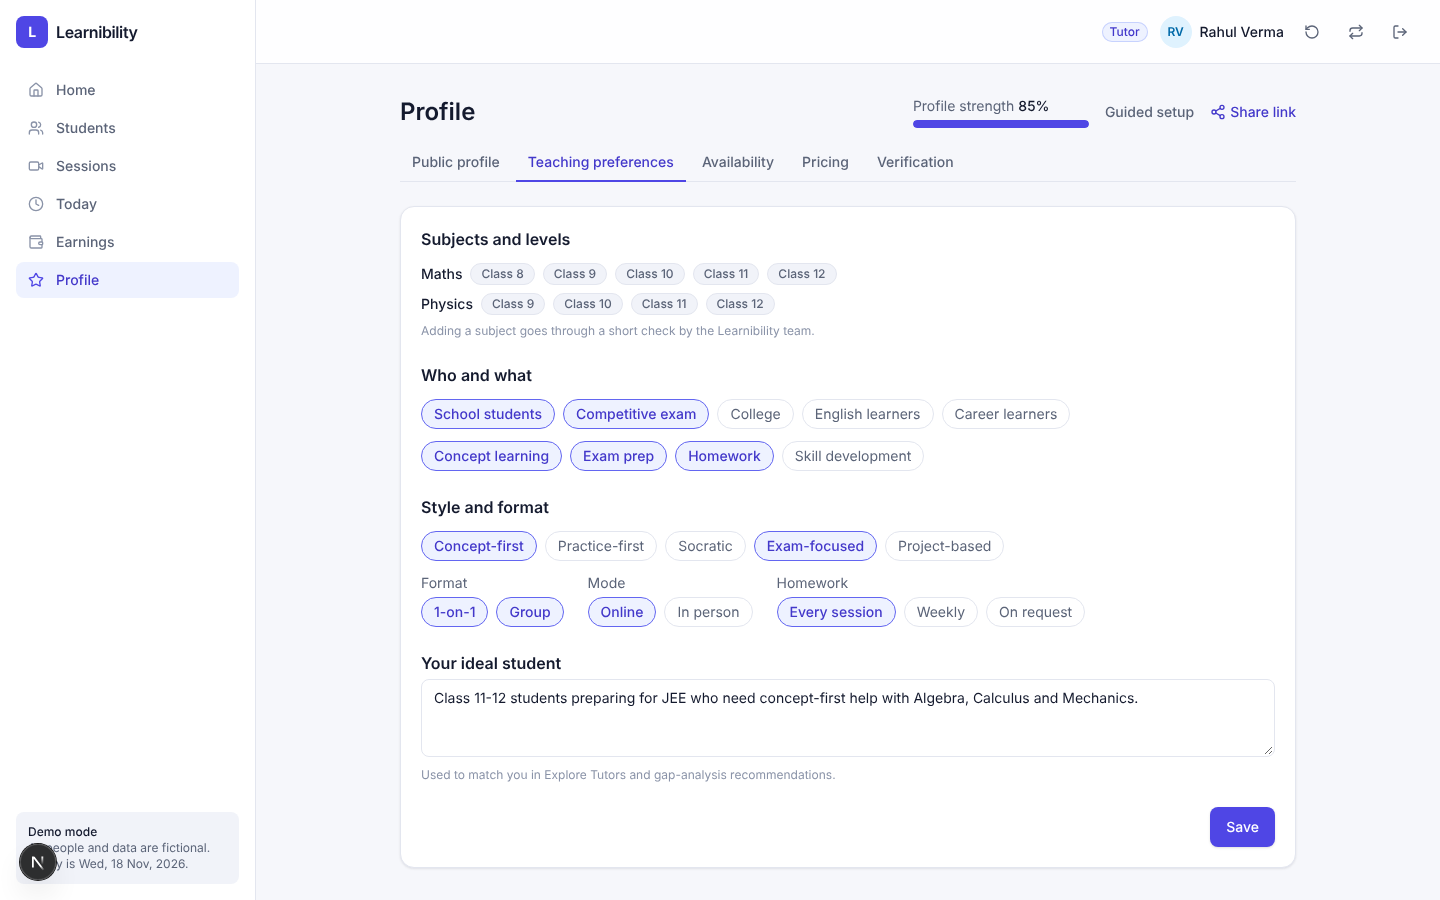 L Learnibility
Tutor RV Rahul Verma
Home
Students
Sessions
Today
Earnings
Profile
Profile
Profile strength 85%
Guided setup
Share link
Public profile Teaching preferences Availability Pricing Verification
Subjects and levels
Maths Class 8 Class 9 Class 10 Class 11 Class 12
Physics Class 9 Class 10 Class 11 Class 12
Adding a subject goes through a short check by the Learnibility team.
Who and what
School students Competitive exam College English learners Career learners
Concept learning Exam prep Homework Skill development
Style and format
Concept-first Practice-first Socratic Exam-focused Project-based
Format Mode Homework
1-on-1 Group Online In person Every session Weekly On request
Your ideal student
Class 11-12 students preparing for JEE who need concept-first help with Algebra, Calculus and Mechanics.
Used to match you in Explore Tutors and gap-analysis recommendations.
Save
Demo mode
people and data are fictional.
N is Wed, 18 Nov, 2026.